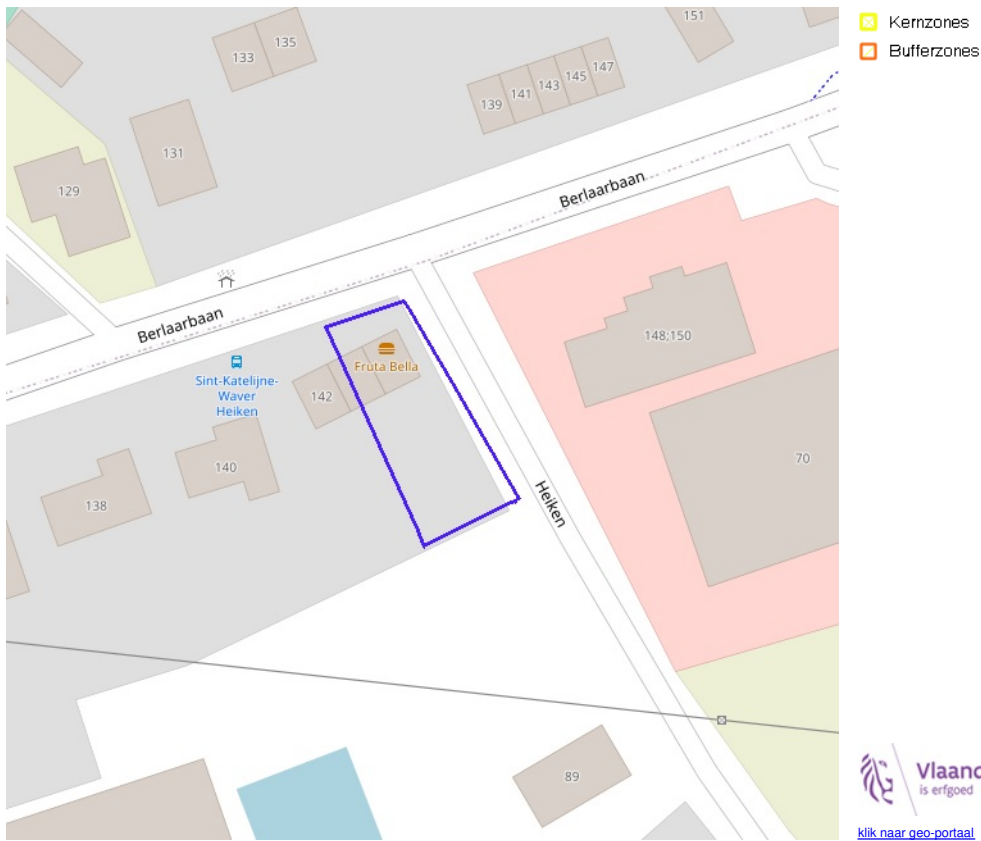 151
135
133
Kernzones
Bufferzones
147
145
143
141
139
131
129
Berlaarbaan
Berlaarbaan
148;150
Fruta Bella
Sint-Katelijne-
Waver
Heiken
142
140
138
70
Heiken
89
Vlaand
is erfgoed
klik naar geo-portaal